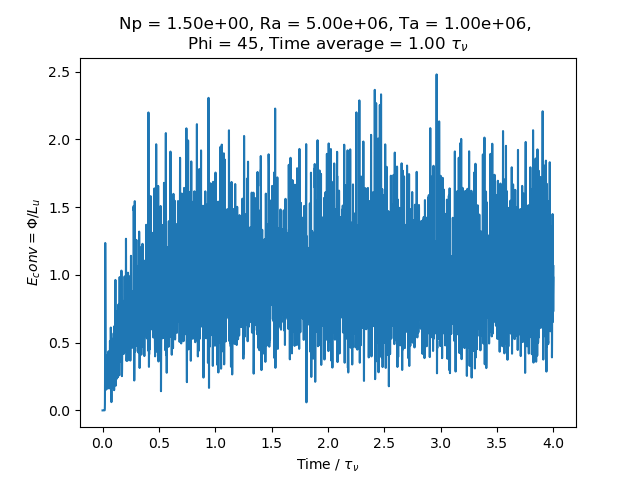 Np = 1.50e+00, Ra = 5.00e+06, Ta = 1.00e+06,
Phi = 45, Time average = 1.00 τν
2.5
2.0
1.5
1.0
0.5
0.0
E_conv = Φ/L_u
0.0 0.5 1.0 1.5 2.0 2.5 3.0 3.5 4.0
Time / τν